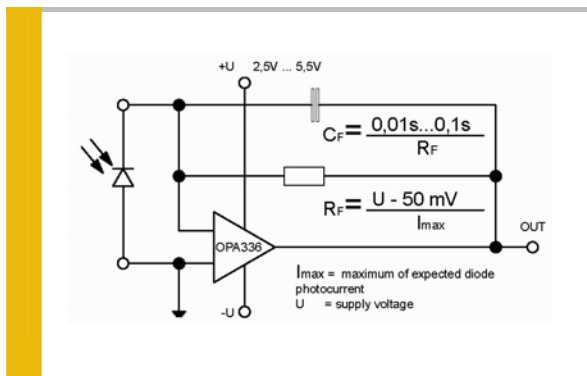 +U 2,5V ... 5,5V
CF= 0,01s...0,1s
RF
RF= U - 50 mV
Imax
OUT
OPA336
Imax = maximum of expected diode
photocurrent
U = supply voltage
-U